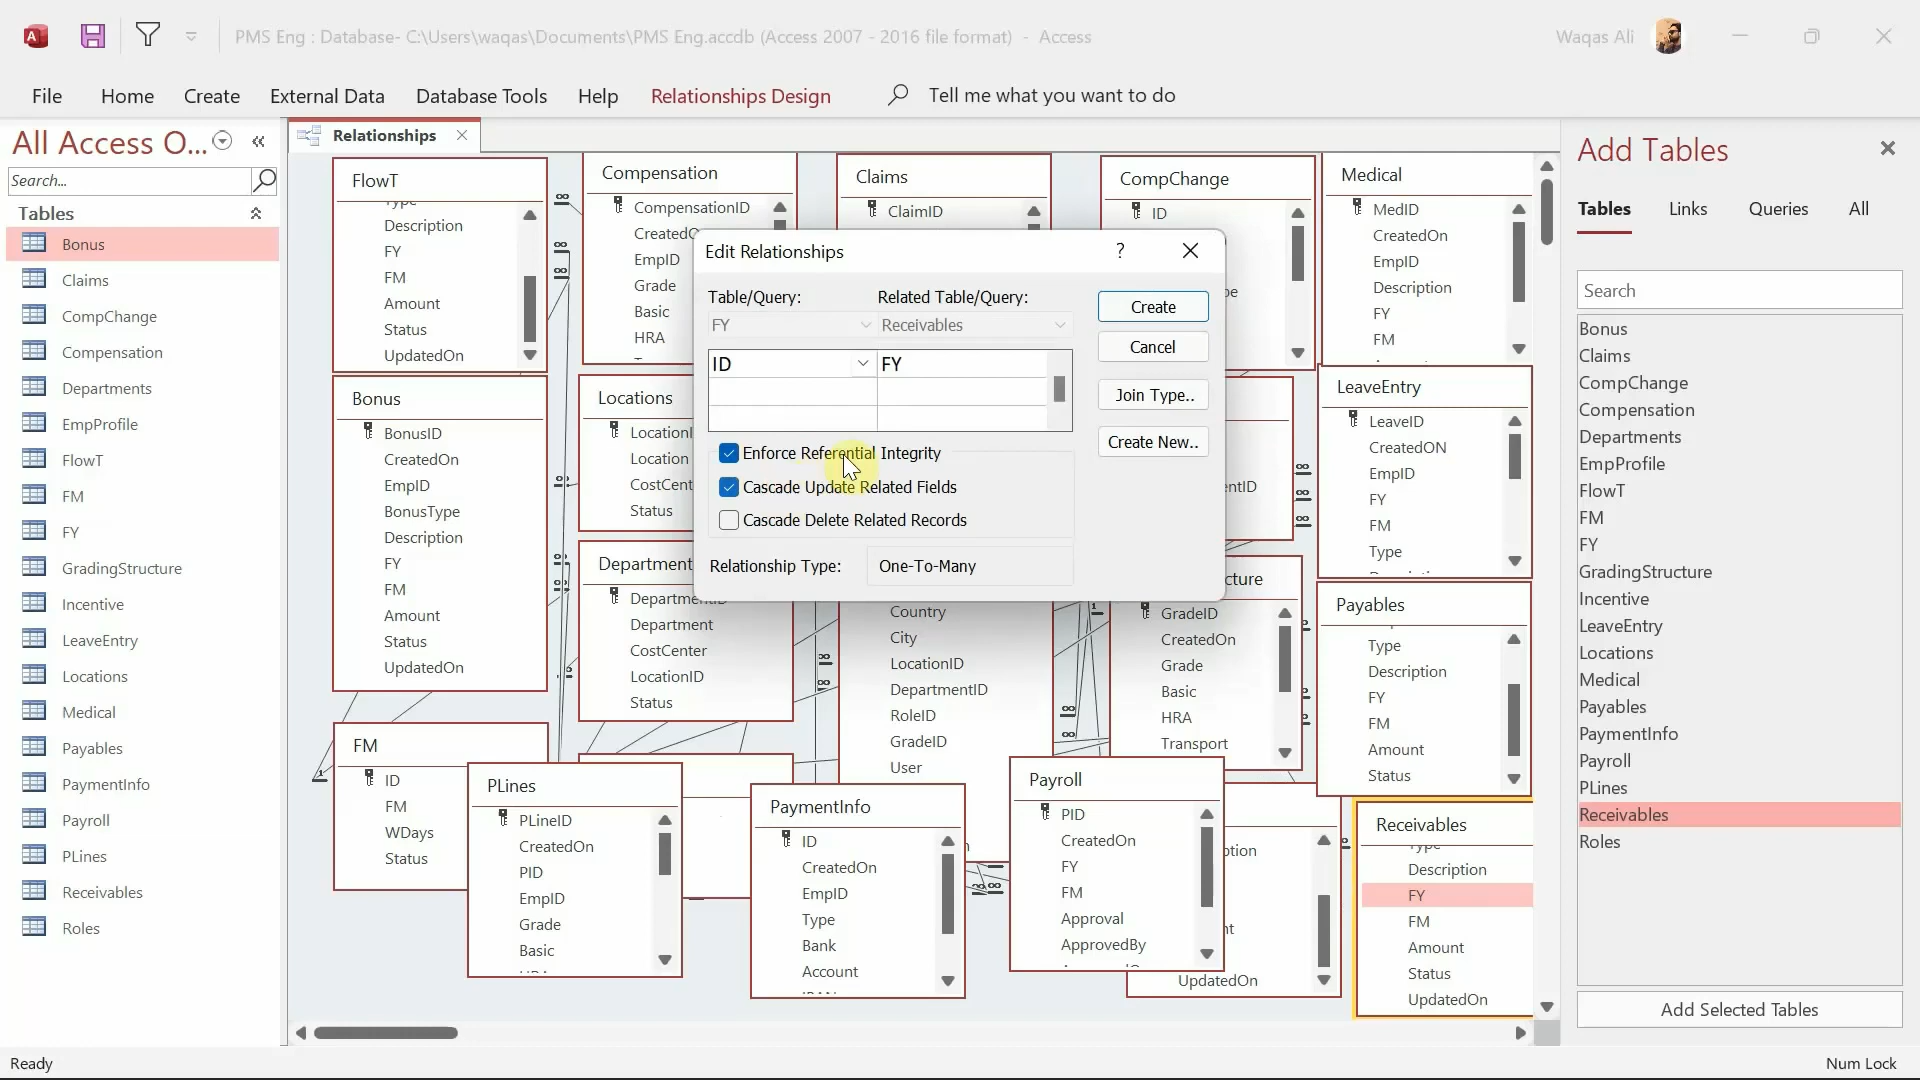 PMS Eng : Database- C:\Users\waqas\Documents\PMS Eng.accdb (Access 2007 - 2016 file format) - Access
Waqas Ali
File
Home
Create
External Data
Database Tools
Help
Relationships Design
Tell me what you want to do
All Access O...
Search...
Tables
Bonus
Claims
CompChange
Compensation
Departments
EmpProfile
FlowT
FM
FY
GradingStructure
Incentive
LeaveEntry
Locations
Medical
Payables
PaymentInfo
Payroll
PLines
Receivables
Roles
Relationships
FlowT
Type
Description
FY
FM
Amount
Status
UpdatedOn
Compensation
CompensationID
EmpID
Grade
Basic
HRA
Claims
ClaimID
CompChange
ID
Medical
MedID
CreatedOn
EmpID
Description
FY
FM
Edit Relationships
?
Table/Query:
Related Table/Query:
FY
Receivables
ID
FY
Enforce Referential Integrity
Cascade Update Related Fields
Cascade Delete Related Records
Relationship Type:
One-To-Many
Create
Cancel
Join Type..
Create New..
Bonus
BonusID
CreatedOn
EmpID
BonusType
Description
FY
FM
Amount
Status
UpdatedOn
Locations
Location
CostCent
Status
LeaveEntry
LeaveID
CreatedON
EmpID
FY
FM
Type
entID
Department
Department
CostCenter
LocationID
Status
Country
City
LocationID
DepartmentID
RoleID
GradeID
User
cture
GradeID
CreatedOn
Grade
Basic
HRA
Transport
Payables
Type
Description
FY
FM
Amount
Status
FM
ID
FM
WDays
Status
PLines
PLineID
CreatedOn
PID
EmpID
Grade
Basic
PaymentInfo
ID
CreatedOn
EmpID
Type
Bank
Account
Payroll
PID
CreatedOn
FY
FM
Approval
ApprovedBy
ption
nt
UpdatedOn
Receivables
Type
Description
FY
FM
Amount
Status
UpdatedOn
Add Tables
Tables
Links
Queries
All
Search
Bonus
Claims
CompChange
Compensation
Departments
EmpProfile
FlowT
FM
FY
GradingStructure
Incentive
LeaveEntry
Locations
Medical
Payables
PaymentInfo
Payroll
PLines
Receivables
Roles
Add Selected Tables
Ready
Num Lock